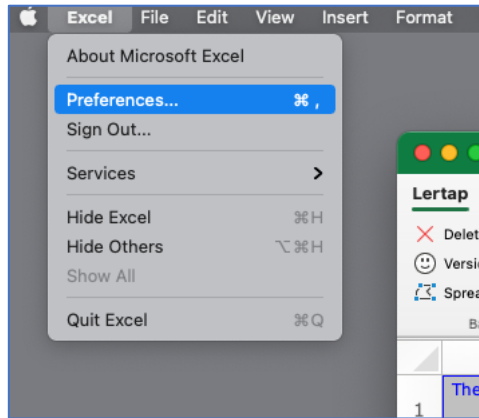 Excel File Edit View Insert Format
About Microsoft Excel
Preferences... ⌘ ,
Sign Out...
Services
Hide Excel ⌘H
Hide Others ⌥⌘H
Show All
Quit Excel ⌘Q
Lertap
Delet
Versi
Sprea
Ba
The
1